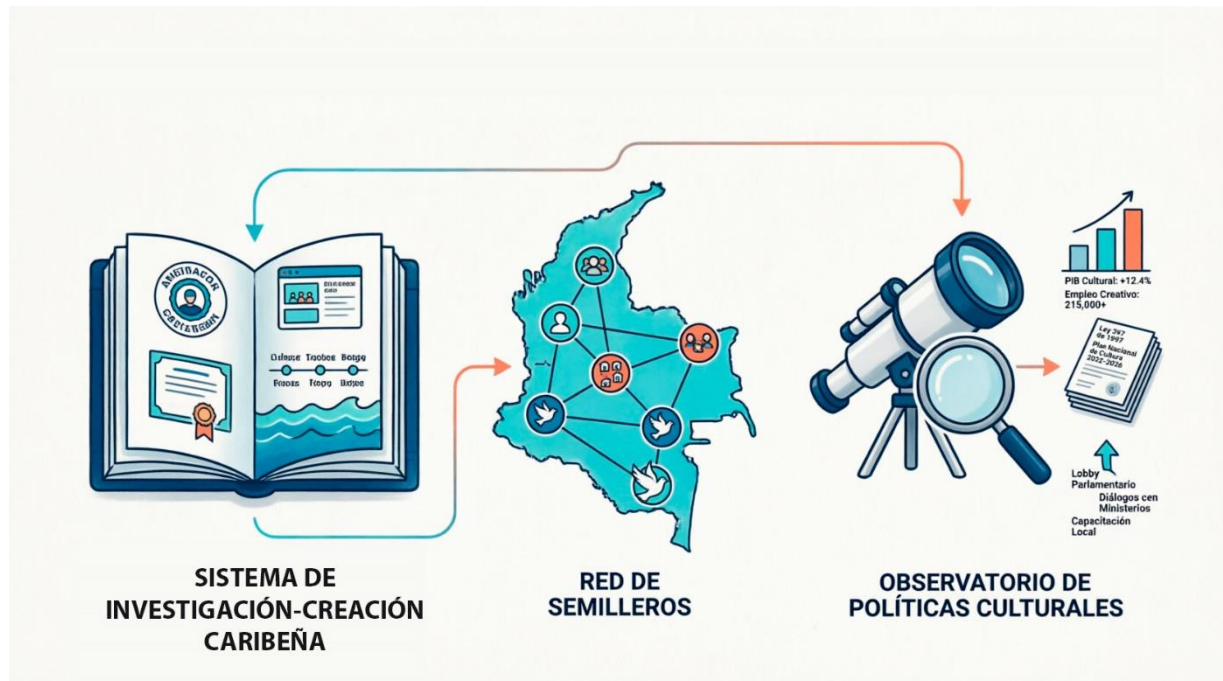 PIB Cultural: +12.4%
Empleo Creativo:
215,000+
Ley 397
de 1997
Plan Nacional
de Cultura
2022-2026
Lobby
Parlamentario
Diálogos cen
Ministerios
Capacitación
Local
SISTEMA DE
INVESTIGACIÓN-CREACIÓN
CARIBEÑA
RED DE
SEMILLEROS
OBSERVATORIO DE
POLÍTICAS CULTURALES